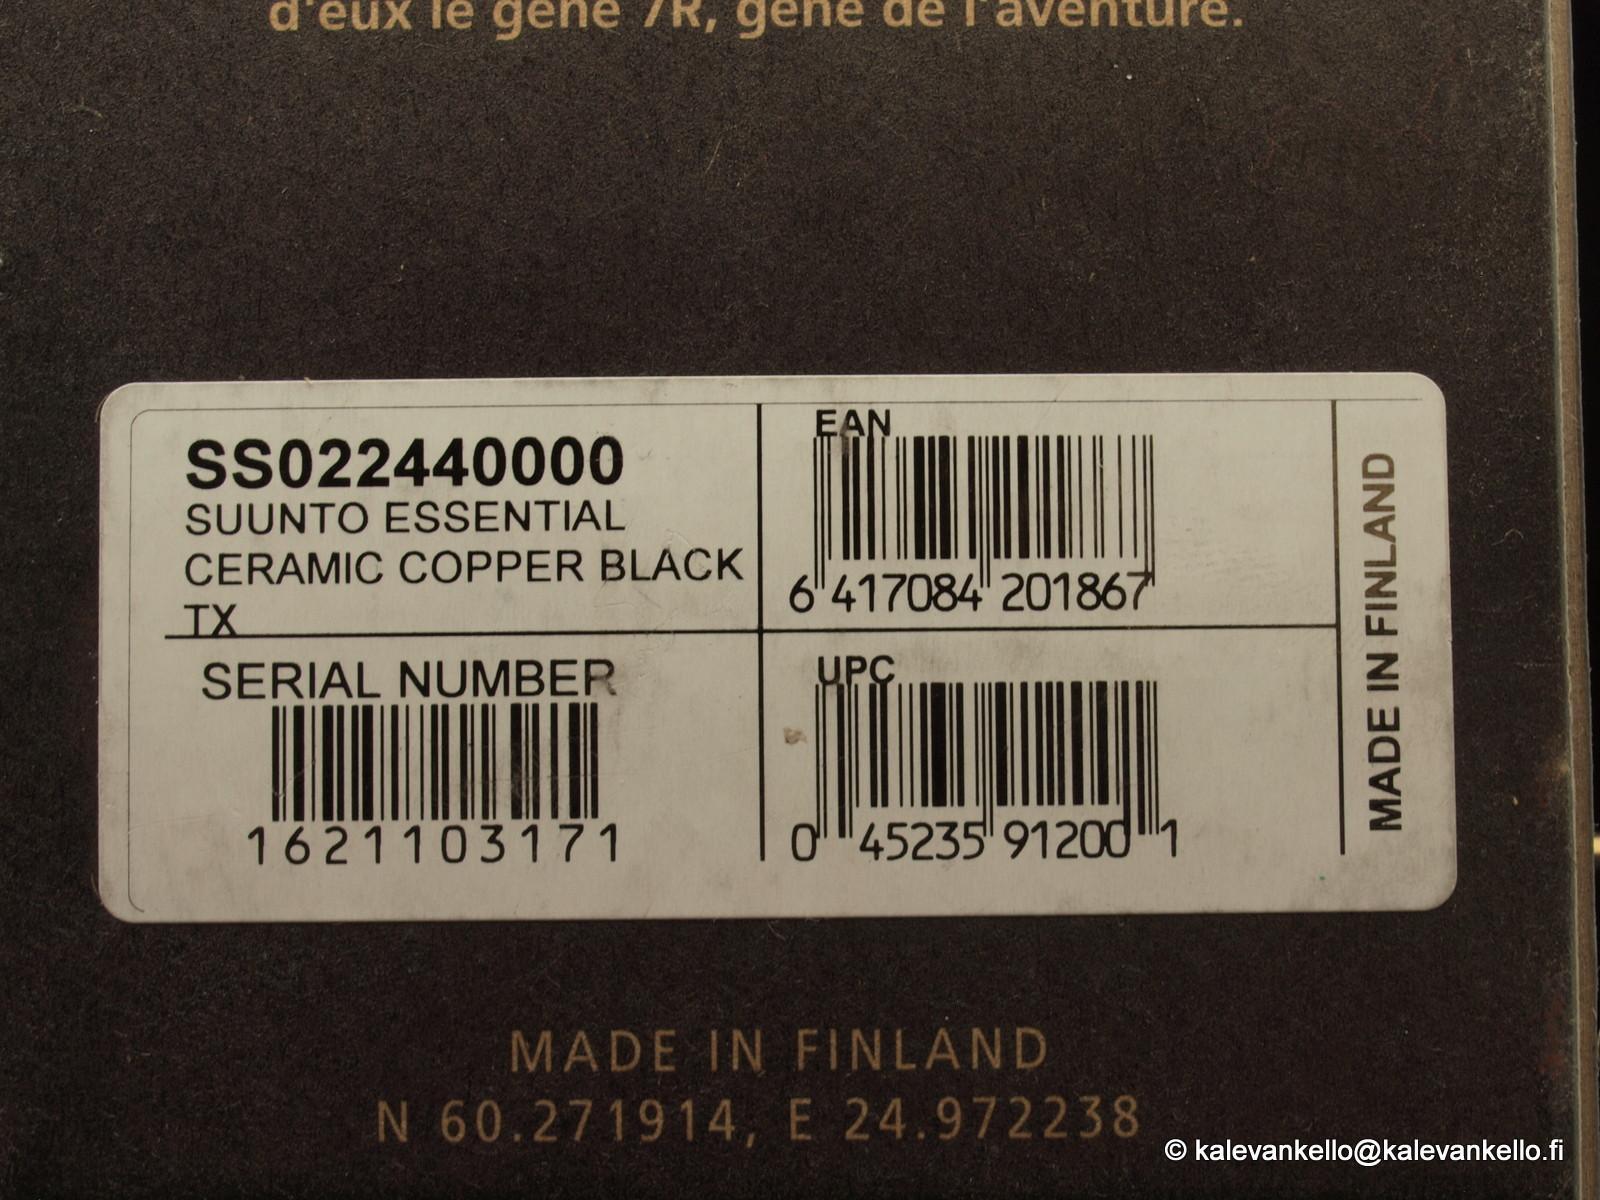 d'eux le gène 7R, gène de l'aventure.
SS022440000
SUUNTO ESSENTIAL
CERAMIC COPPER BLACK
TX
SERIAL NUMBER
1621103171
EAN
6 417084 201867
UPC
0 45235 91200 1
MADE IN FINLAND
MADE IN FINLAND
N 60.271914, E 24.972238
© kalevankello@kalevankello.fi